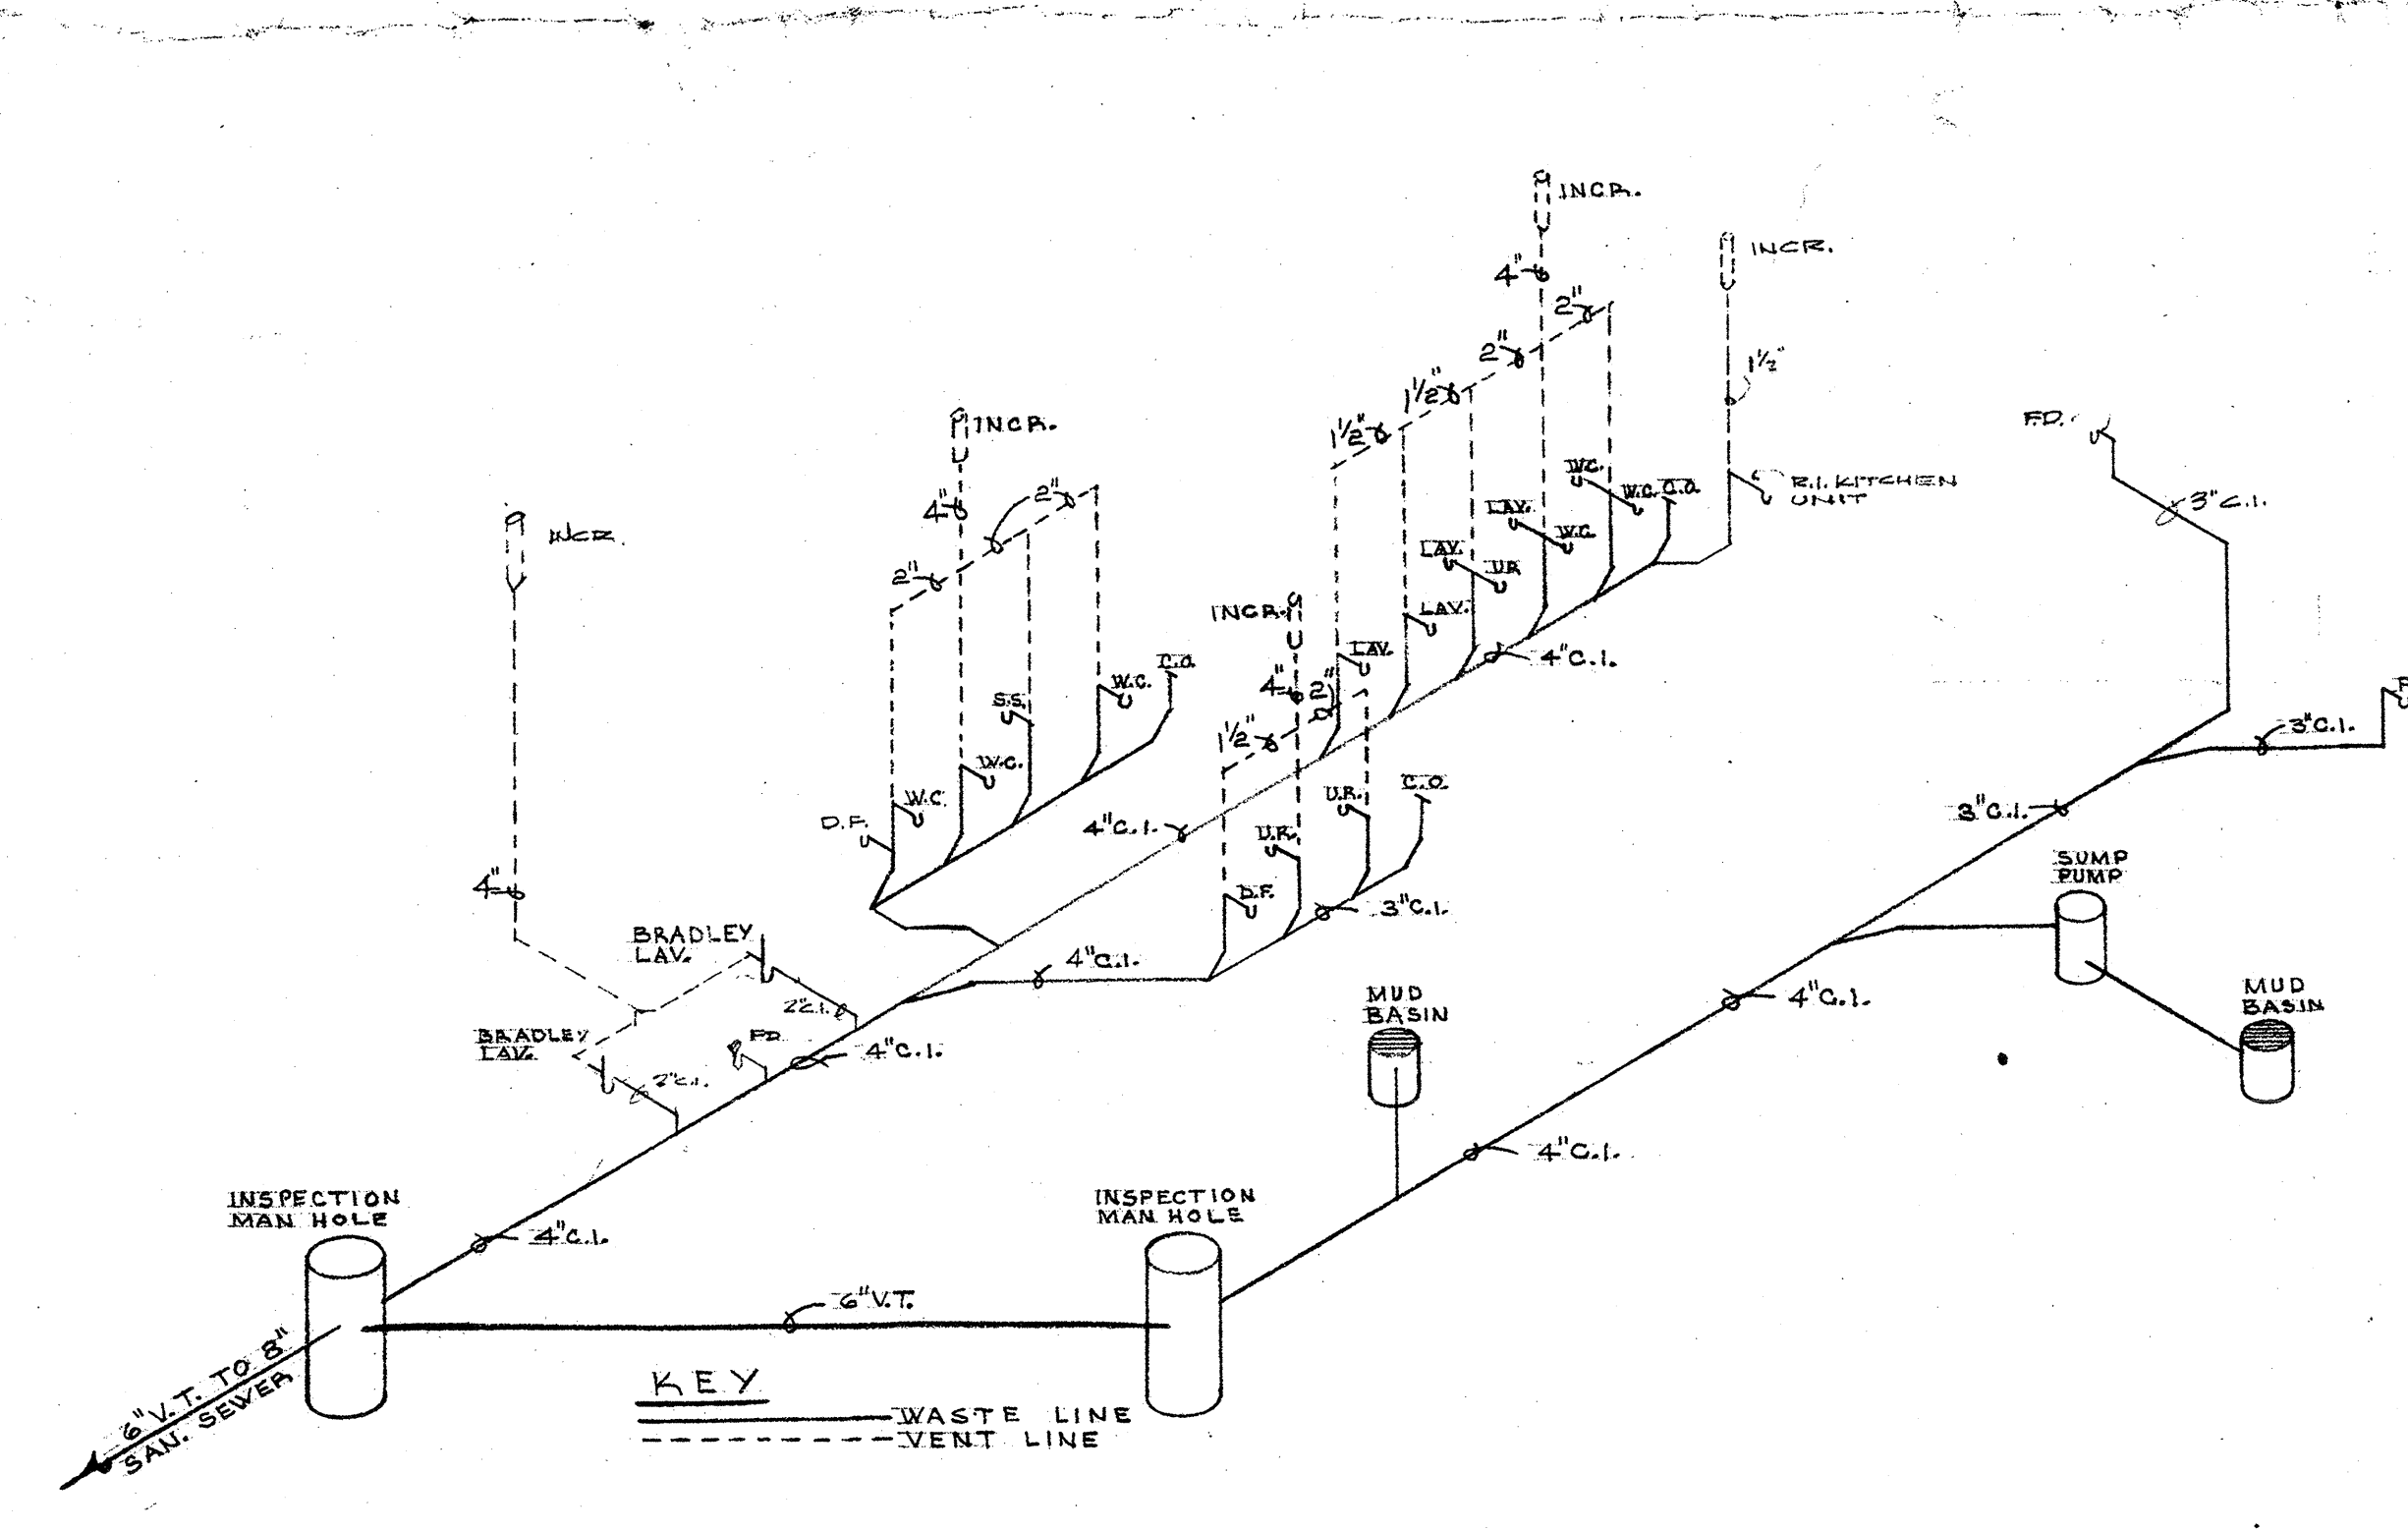 INCR.
INCR.
4"
2"
2"
1½"
1½"
1½"
INCR.
F.D.
4"
2"
W.C.
W.C.
C.O.
R.I. KITCHEN
UNIT
3"C.I.
INCR.
LAV.
W.C.
2"
LAV.
UR
INCR.
LAV.
4"C.I.
LAV.
C.O.
W.C.
4"
2"
S.S.
3"C.I.
1½"
W.C.
C.O.
U.R.
3"C.I.
W.C.
D.F.
4"C.I.
U.R.
SUMP
PUMP
4"
D.F.
3"C.I.
BRADLEY
LAV.
4"C.I.
MUD
BASIN
4"C.I.
MUD
BASIN
2"C.I.
BRADLEY
LAV.
F.D.
4"C.I.
2"C.I.
4"C.I.
INSPECTION
MAN HOLE
INSPECTION
MAN HOLE
4"C.I.
6"V.T.
6"V.T. TO 8"
SAN. SEWER
KEY
WASTE LINE
VENT LINE